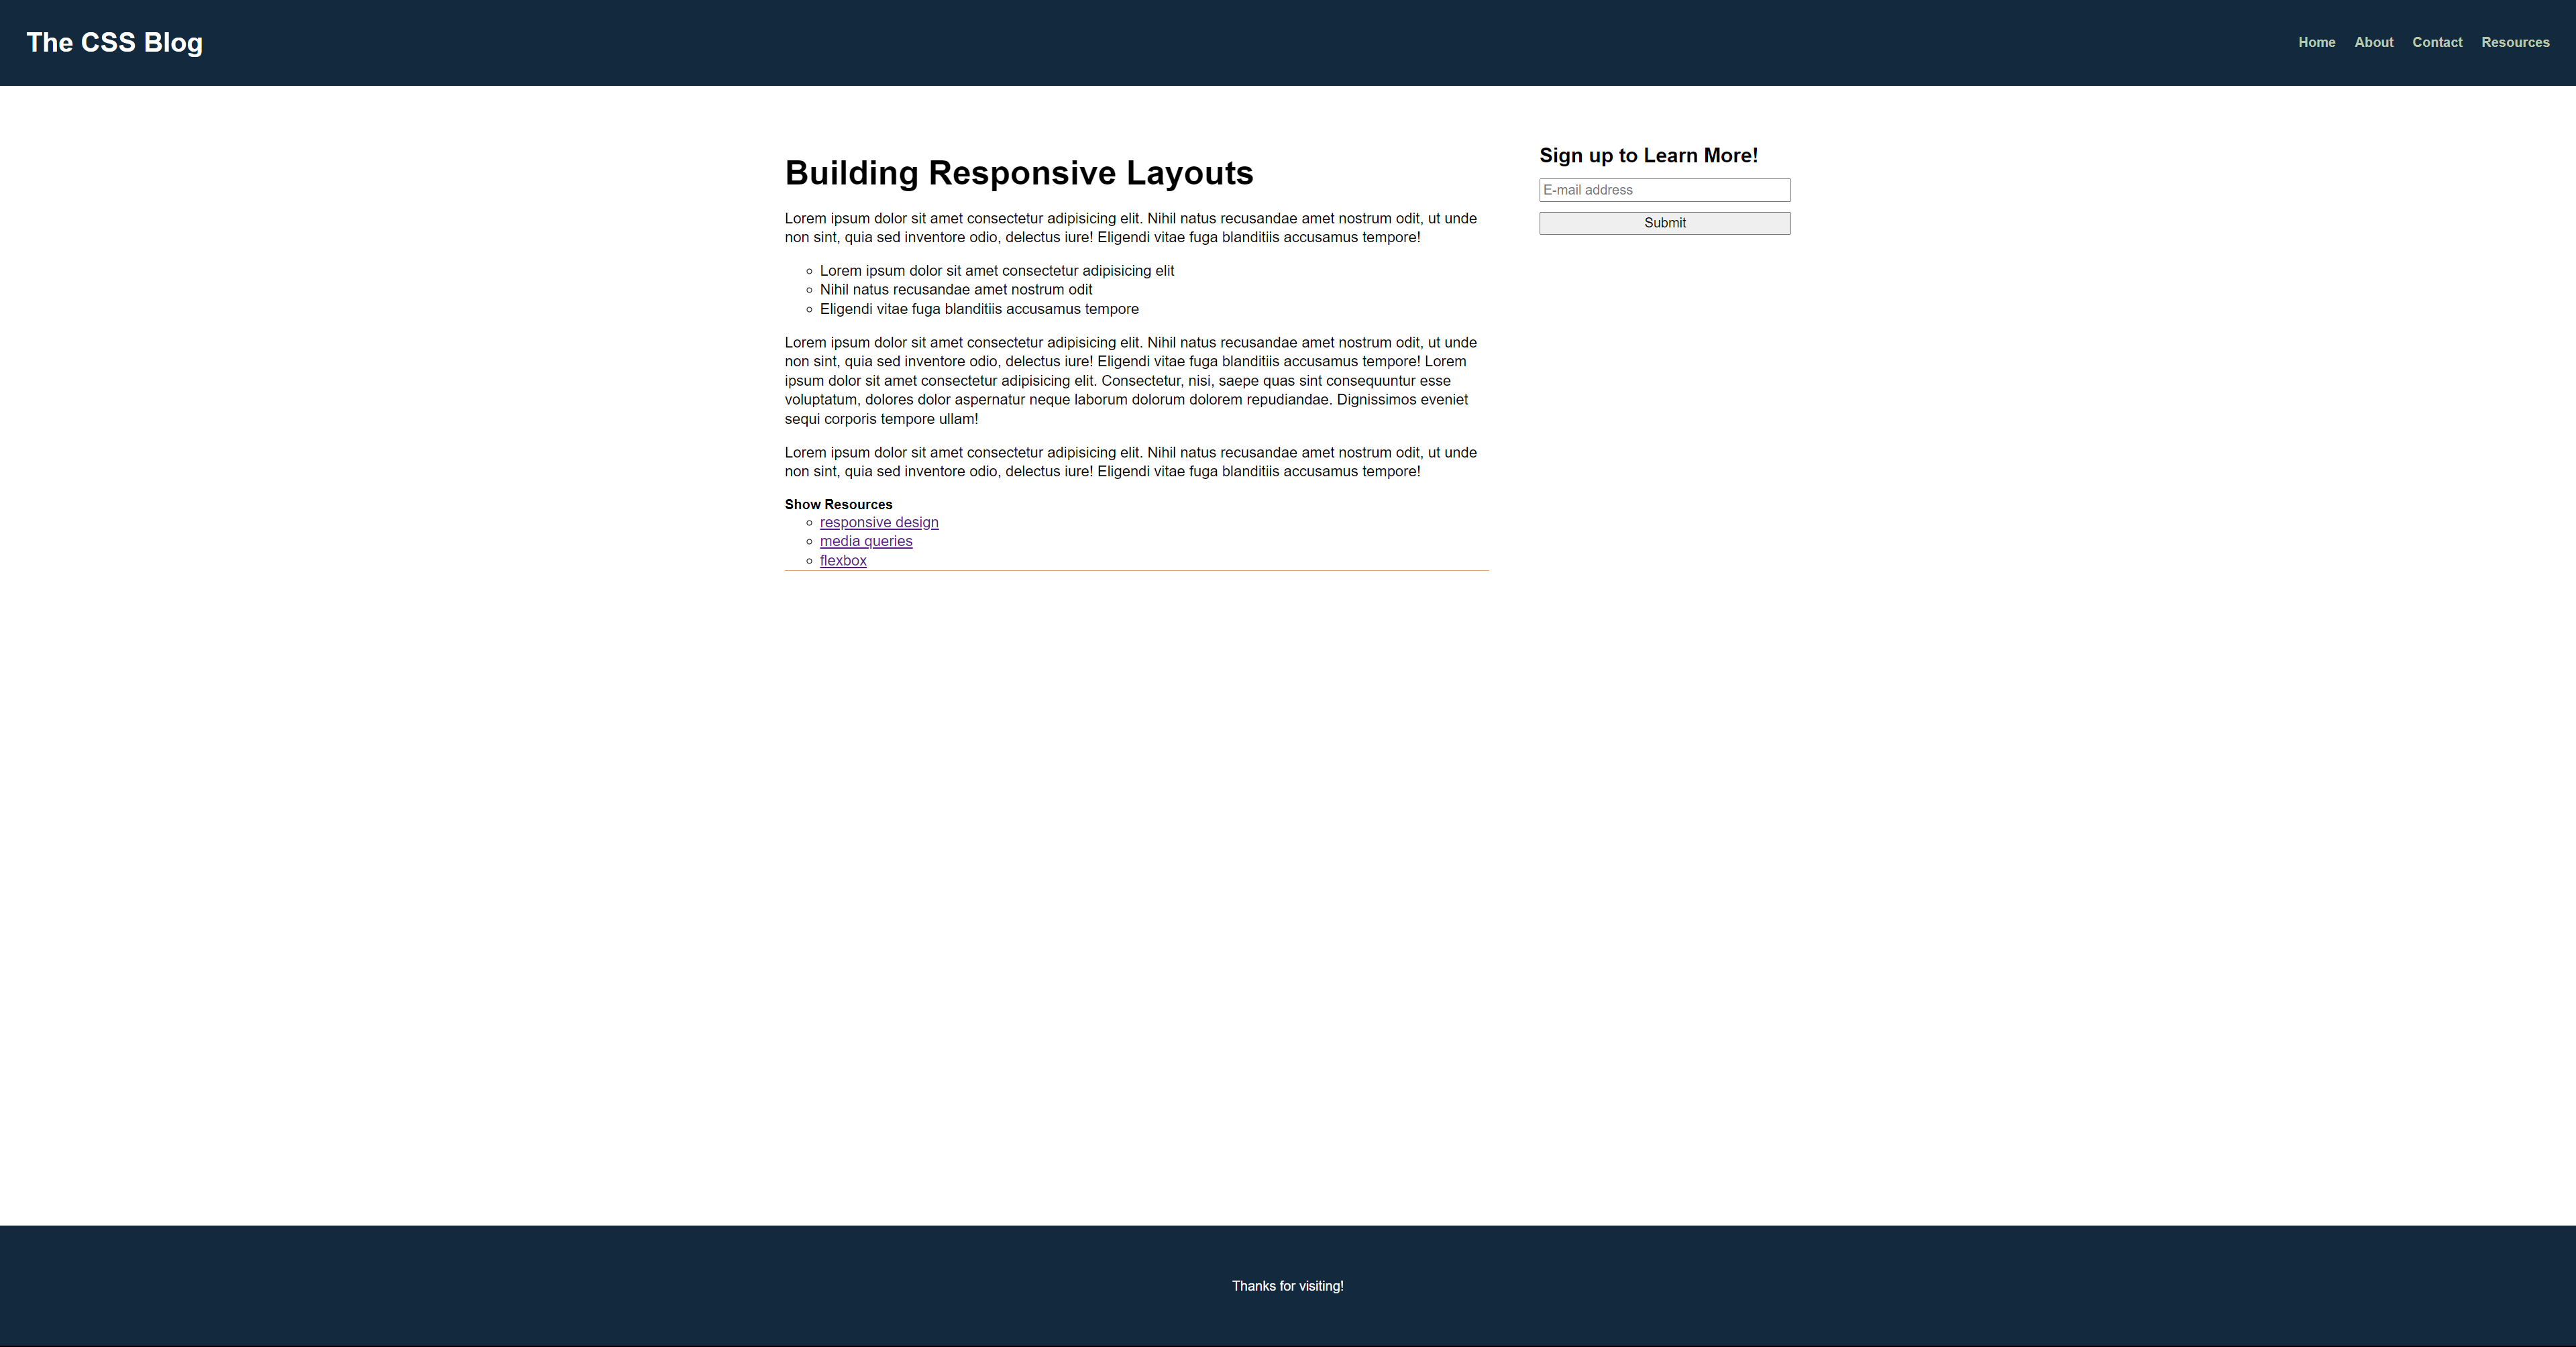 The CSS Blog
Home About Contact Resources
Building Responsive Layouts
Lorem ipsum dolor sit amet consectetur adipisicing elit. Nihil natus recusandae amet nostrum odit, ut unde
non sint, quia sed inventore odio, delectus iure! Eligendi vitae fuga blanditiis accusamus tempore!
Lorem ipsum dolor sit amet consectetur adipisicing elit
Nihil natus recusandae amet nostrum odit
Eligendi vitae fuga blanditiis accusamus tempore
Lorem ipsum dolor sit amet consectetur adipisicing elit. Nihil natus recusandae amet nostrum odit, ut unde
non sint, quia sed inventore odio, delectus iure! Eligendi vitae fuga blanditiis accusamus tempore! Lorem
ipsum dolor sit amet consectetur adipisicing elit. Consectetur, nisi, saepe quas sint consequuntur esse
voluptatum, dolores dolor aspernatur neque laborum dolorum dolorem repudiandae. Dignissimos eveniet
sequi corporis tempore ullam!
Lorem ipsum dolor sit amet consectetur adipisicing elit. Nihil natus recusandae amet nostrum odit, ut unde
non sint, quia sed inventore odio, delectus iure! Eligendi vitae fuga blanditiis accusamus tempore!
Show Resources
responsive design
media queries
flexbox
Sign up to Learn More!
E-mail address
Submit
Thanks for visiting!